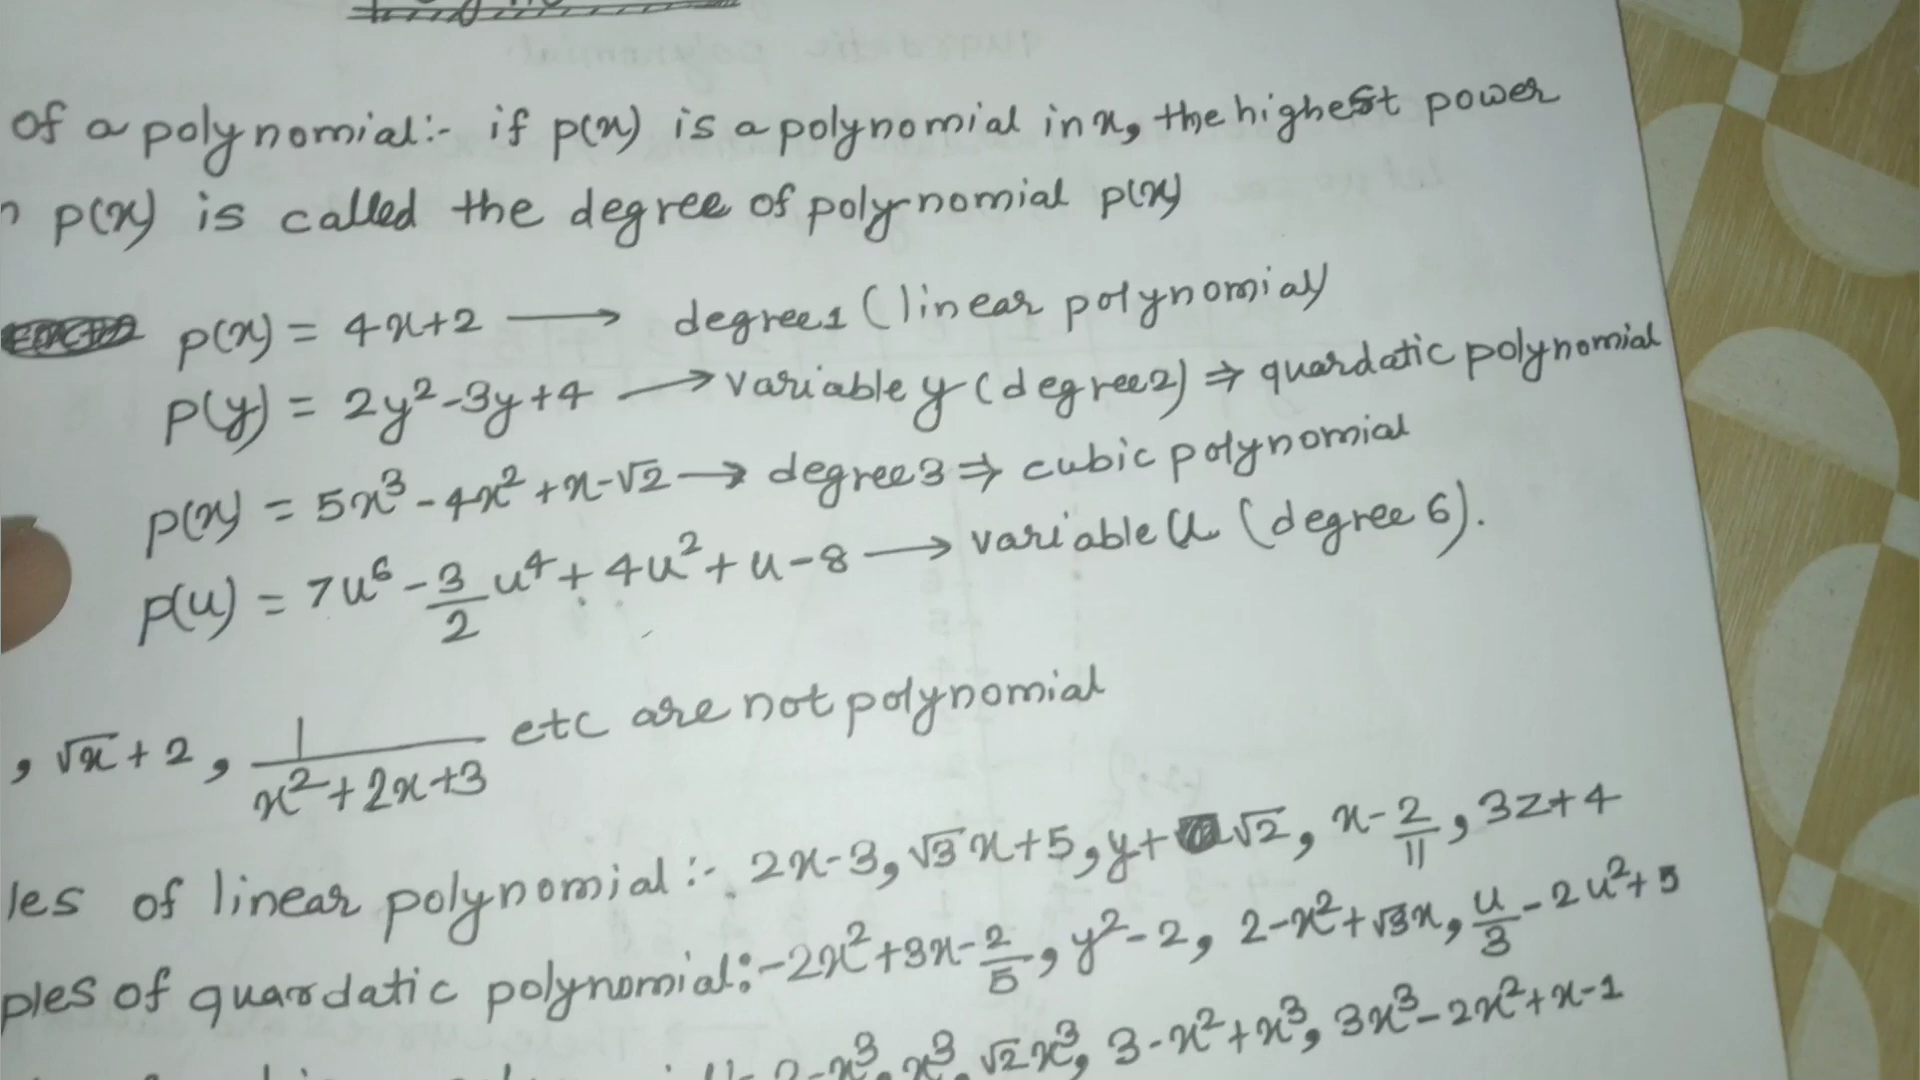 of a polynomial:- if p(x) is a polynomial in x, the highest power
p(x) is called the degree of polynomial p(x)
p(x) = 4x+2 ⟶ degree1 (linear polynomial)
p(y) = 2y²-3y+4 ⟶ variable y (degree2) ⇒ quardatic polynomial
p(x) = 5x³-4x²+x-√2 ⟶ degree3 ⇒ cubic polynomial
p(u) = 7u⁶ - 3/2 u⁴ + 4u² + u - 8 ⟶ variable u (degree 6).
, √x + 2, 1/(x²+2x+3) etc are not polynomial
les of linear polynomial :- 2x-3, √3x+5, y+√2, x-2/11, 3z+4
ples of quardatic polynomial:- 2x²+3x-2/5, y²-2, 2-x²+√3x, u/3-2u²+5
2-x³, x³, √2x³, 3-x²+x³, 3x³-2x²+x-1